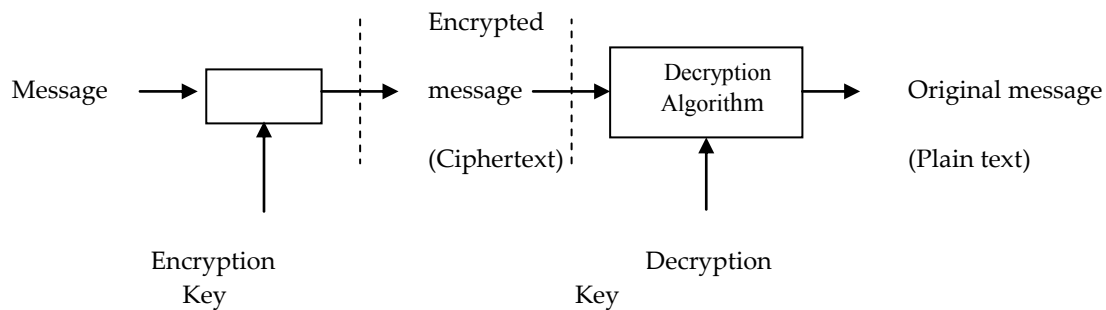 Encrypted
Message
message
Decryption
Algorithm
Original message
(Ciphertext)
(Plain text)
Encryption
Key
Decryption
Key